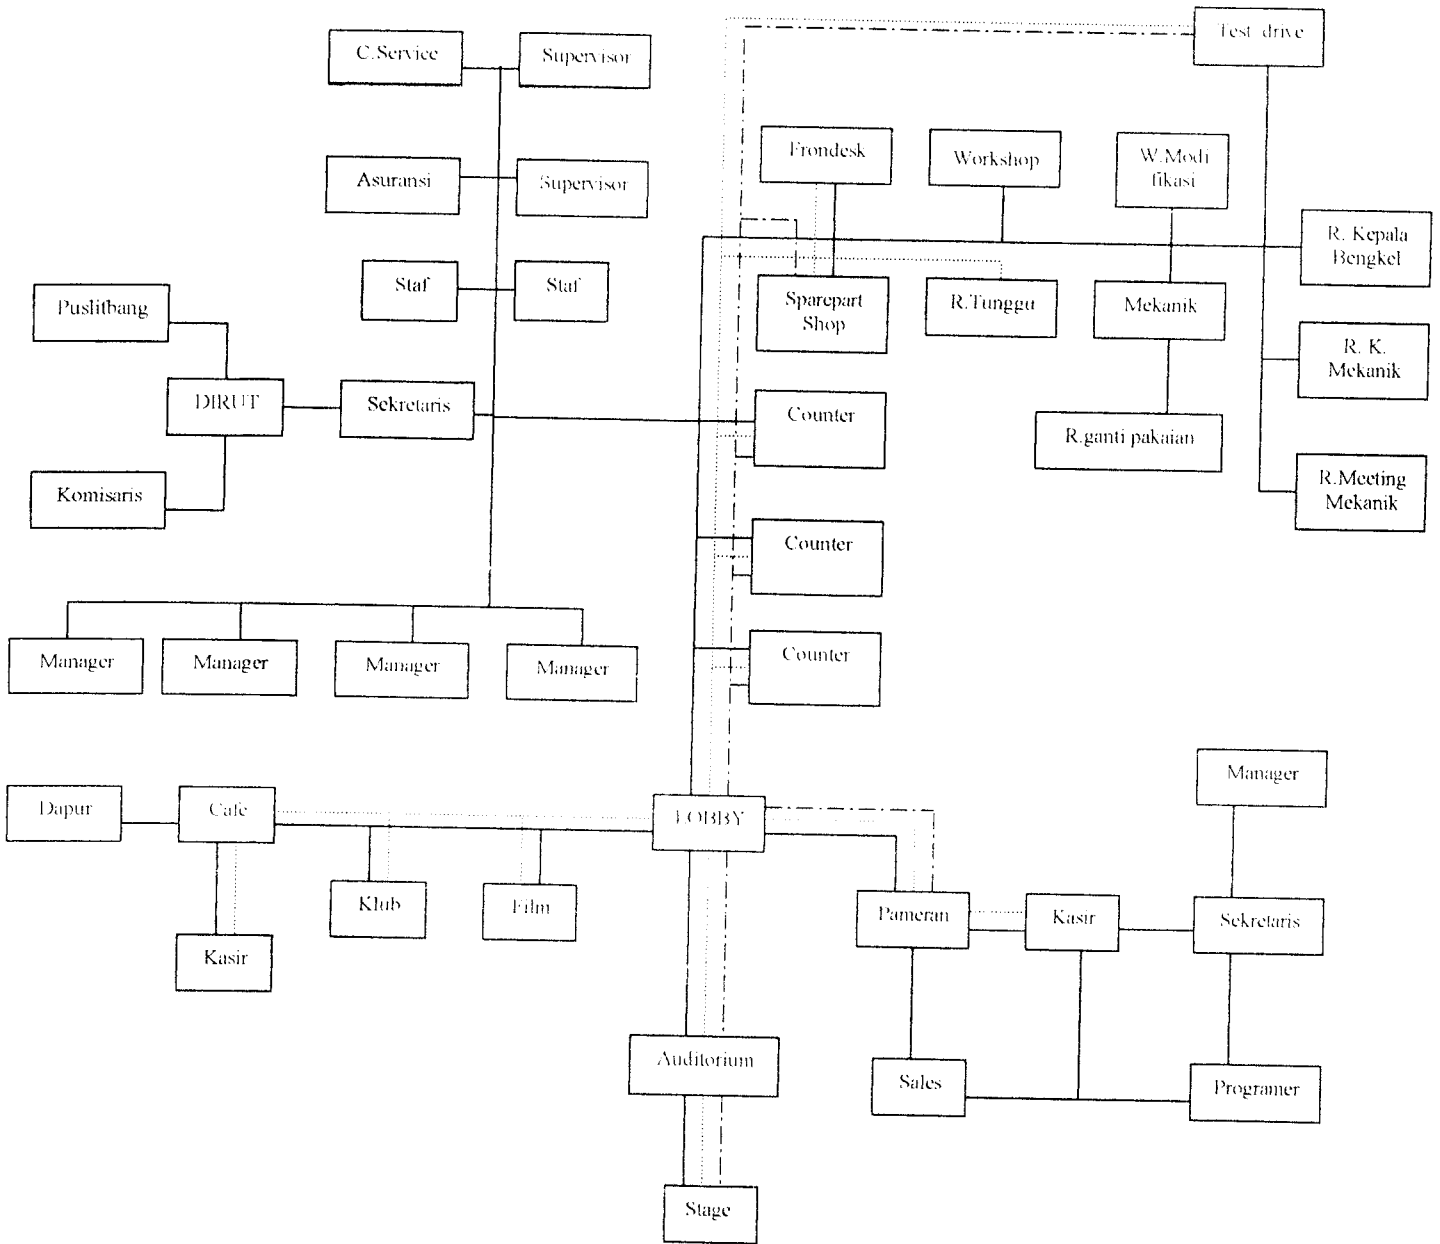 Test drive
C.Service
Supervisor
Frondesk
Workshop
W.Modi
fikasi
Asuransi
Supervisor
R. Kepala
Bengkel
Staf
Staf
Sparepart
Shop
R.Tunggu
Mekanik
Puslitbang
R. K.
Mekanik
DIRUT
Sekretaris
Counter
R.ganti pakaian
Komisaris
R.Meeting
Mekanik
Counter
Manager
Manager
Manager
Manager
Counter
Manager
Dapur
Cafe
LOBBY
Klub
Film
Pameran
Kasir
Sekretaris
Kasir
Auditorium
Sales
Programer
Stage